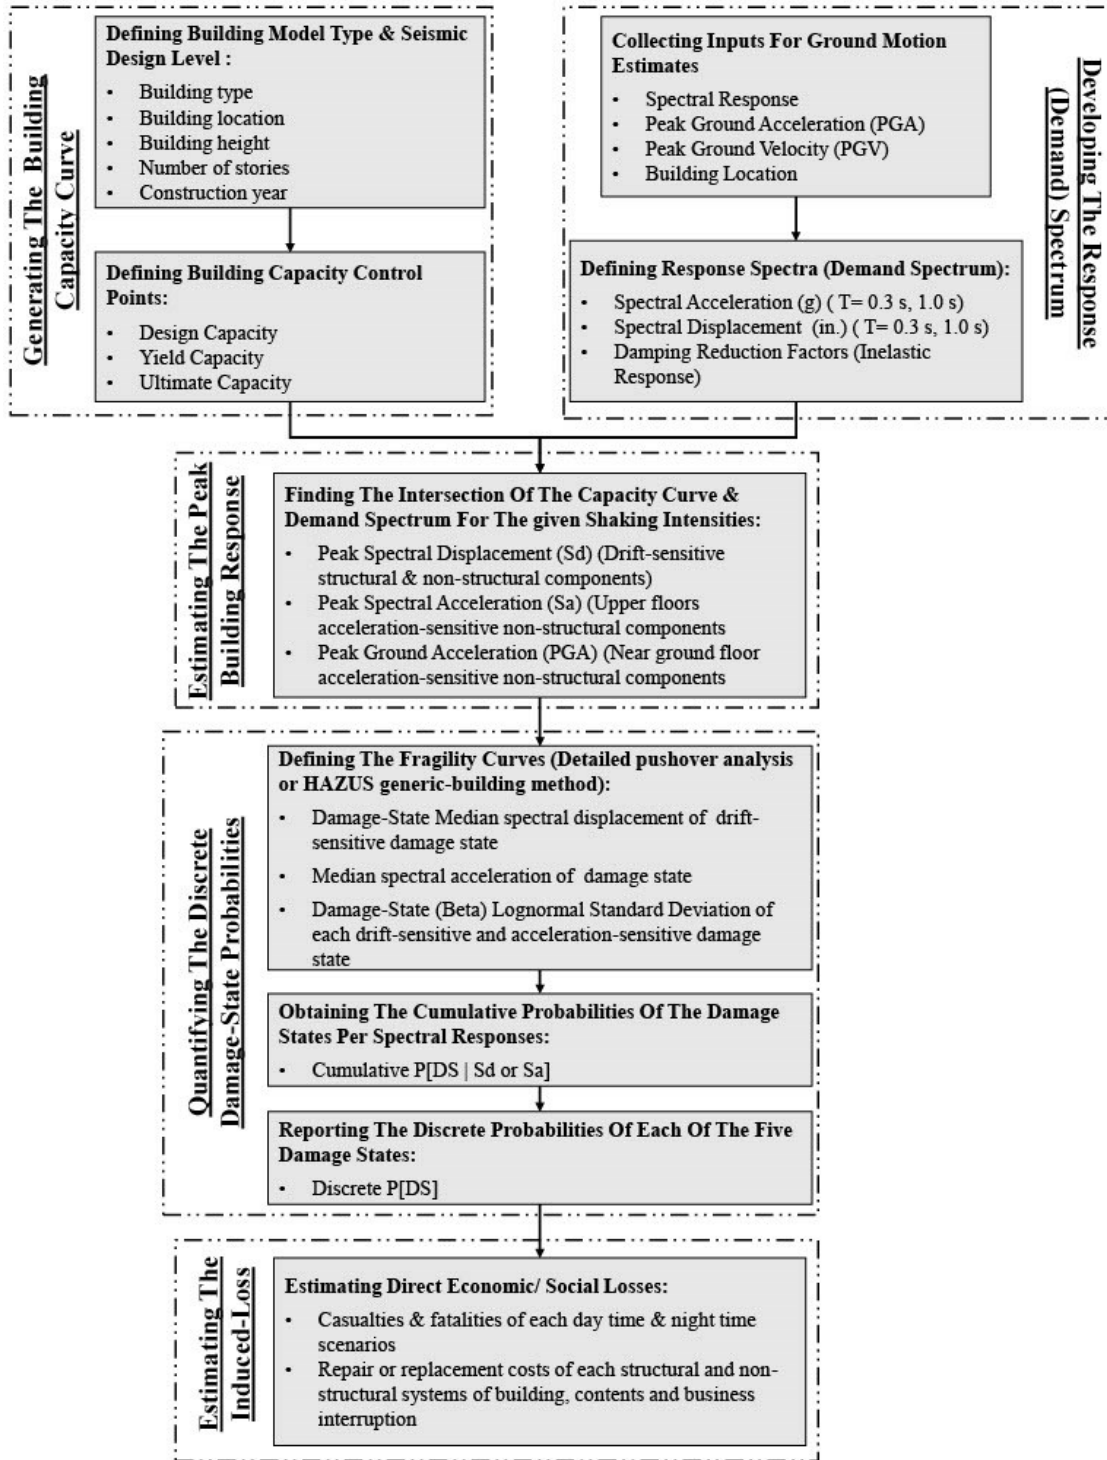 Generating The Building
Capacity Curve
Defining Building Model Type & Seismic
Design Level :
• Building type
• Building location
• Building height
• Number of stories
• Construction year
Defining Building Capacity Control
Points:
• Design Capacity
• Yield Capacity
• Ultimate Capacity
Developing The Response
(Demand) Spectrum
Collecting Inputs For Ground Motion
Estimates
• Spectral Response
• Peak Ground Acceleration (PGA)
• Peak Ground Velocity (PGV)
• Building Location
Defining Response Spectra (Demand Spectrum):
• Spectral Acceleration (g) ( T= 0.3 s, 1.0 s)
• Spectral Displacement (in.) ( T= 0.3 s, 1.0 s)
• Damping Reduction Factors (Inelastic
Response)
Estimating The Peak
Building Response
Finding The Intersection Of The Capacity Curve &
Demand Spectrum For The given Shaking Intensities:
• Peak Spectral Displacement (Sd) (Drift-sensitive
structural & non-structural components)
• Peak Spectral Acceleration (Sa) (Upper floors
acceleration-sensitive non-structural components
• Peak Ground Acceleration (PGA) (Near ground floor
acceleration-sensitive non-structural components
Quantifying The Discrete
Damage-State Probabilities
Defining The Fragility Curves (Detailed pushover analysis
or HAZUS generic-building method):
• Damage-State Median spectral displacement of drift-
sensitive damage state
• Median spectral acceleration of damage state
• Damage-State (Beta) Lognormal Standard Deviation of
each drift-sensitive and acceleration-sensitive damage
state
Obtaining The Cumulative Probabilities Of The Damage
States Per Spectral Responses:
• Cumulative P[DS | Sd or Sa]
Reporting The Discrete Probabilities Of Each Of The Five
Damage States:
• Discrete P[DS]
Estimating The
Induced-Loss
Estimating Direct Economic/ Social Losses:
• Casualties & fatalities of each day time & night time
scenarios
• Repair or replacement costs of each structural and non-
structural systems of building, contents and business
interruption